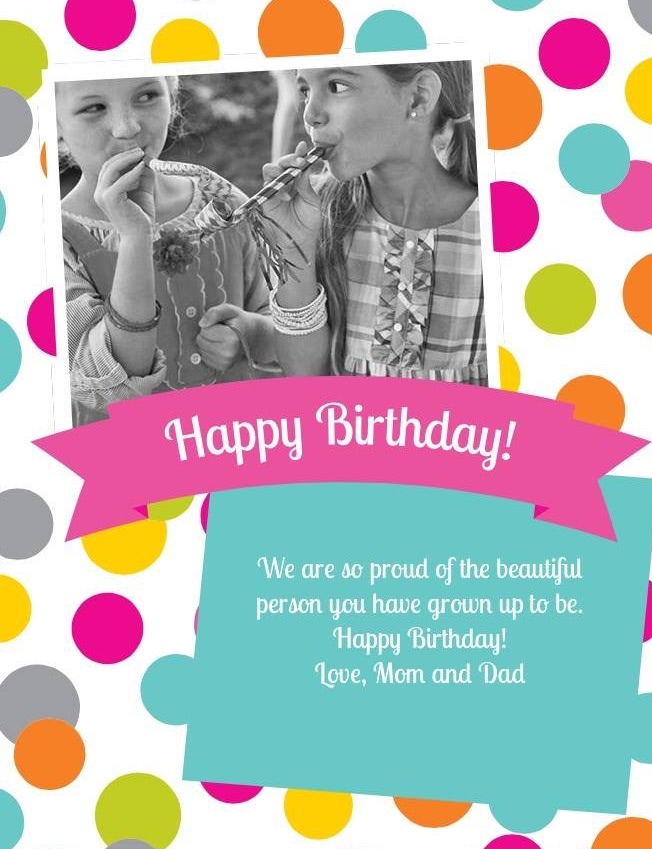 Happy Birthday!
We are so proud of the beautiful
person you have grown up to be.
Happy Birthday!
Love, Mom and Dad